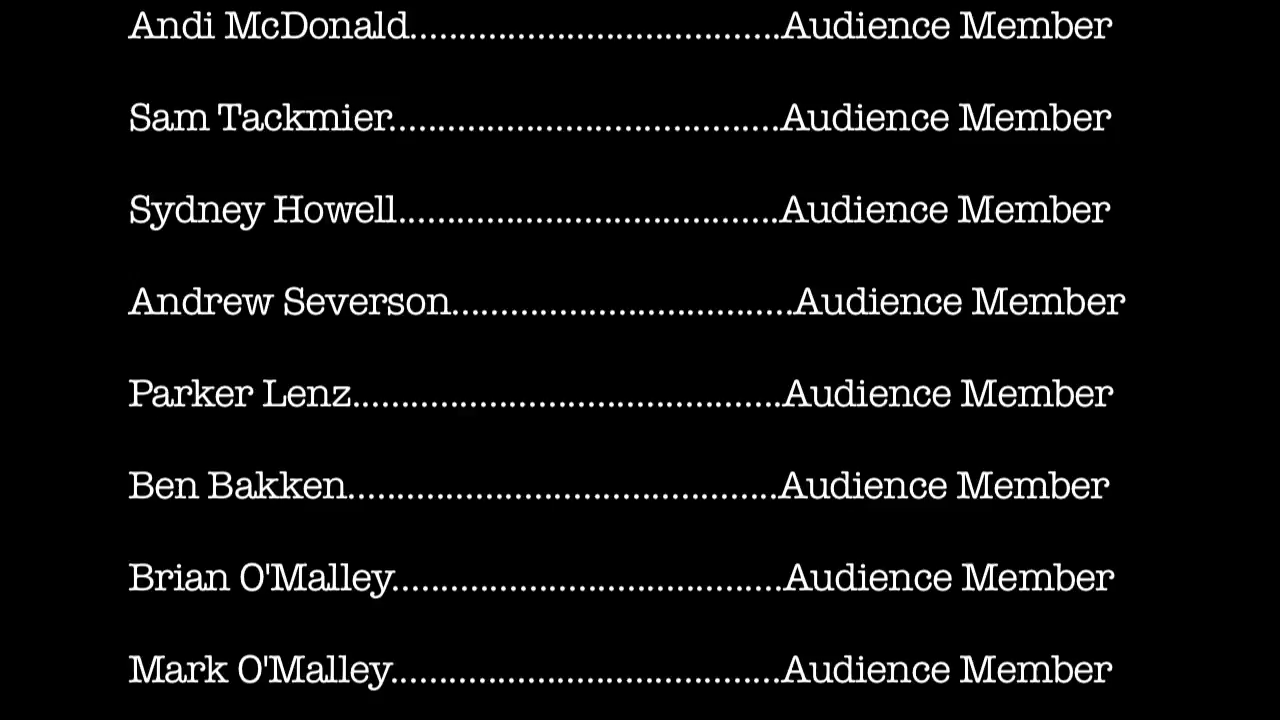 Andi McDonald......................................Audience Member
Sam Tackmier........................................Audience Member
Sydney Howell.......................................Audience Member
Andrew Severson...................................Audience Member
Parker Lenz............................................Audience Member
Ben Bakken............................................Audience Member
Brian O'Malley........................................Audience Member
Mark O'Malley........................................Audience Member